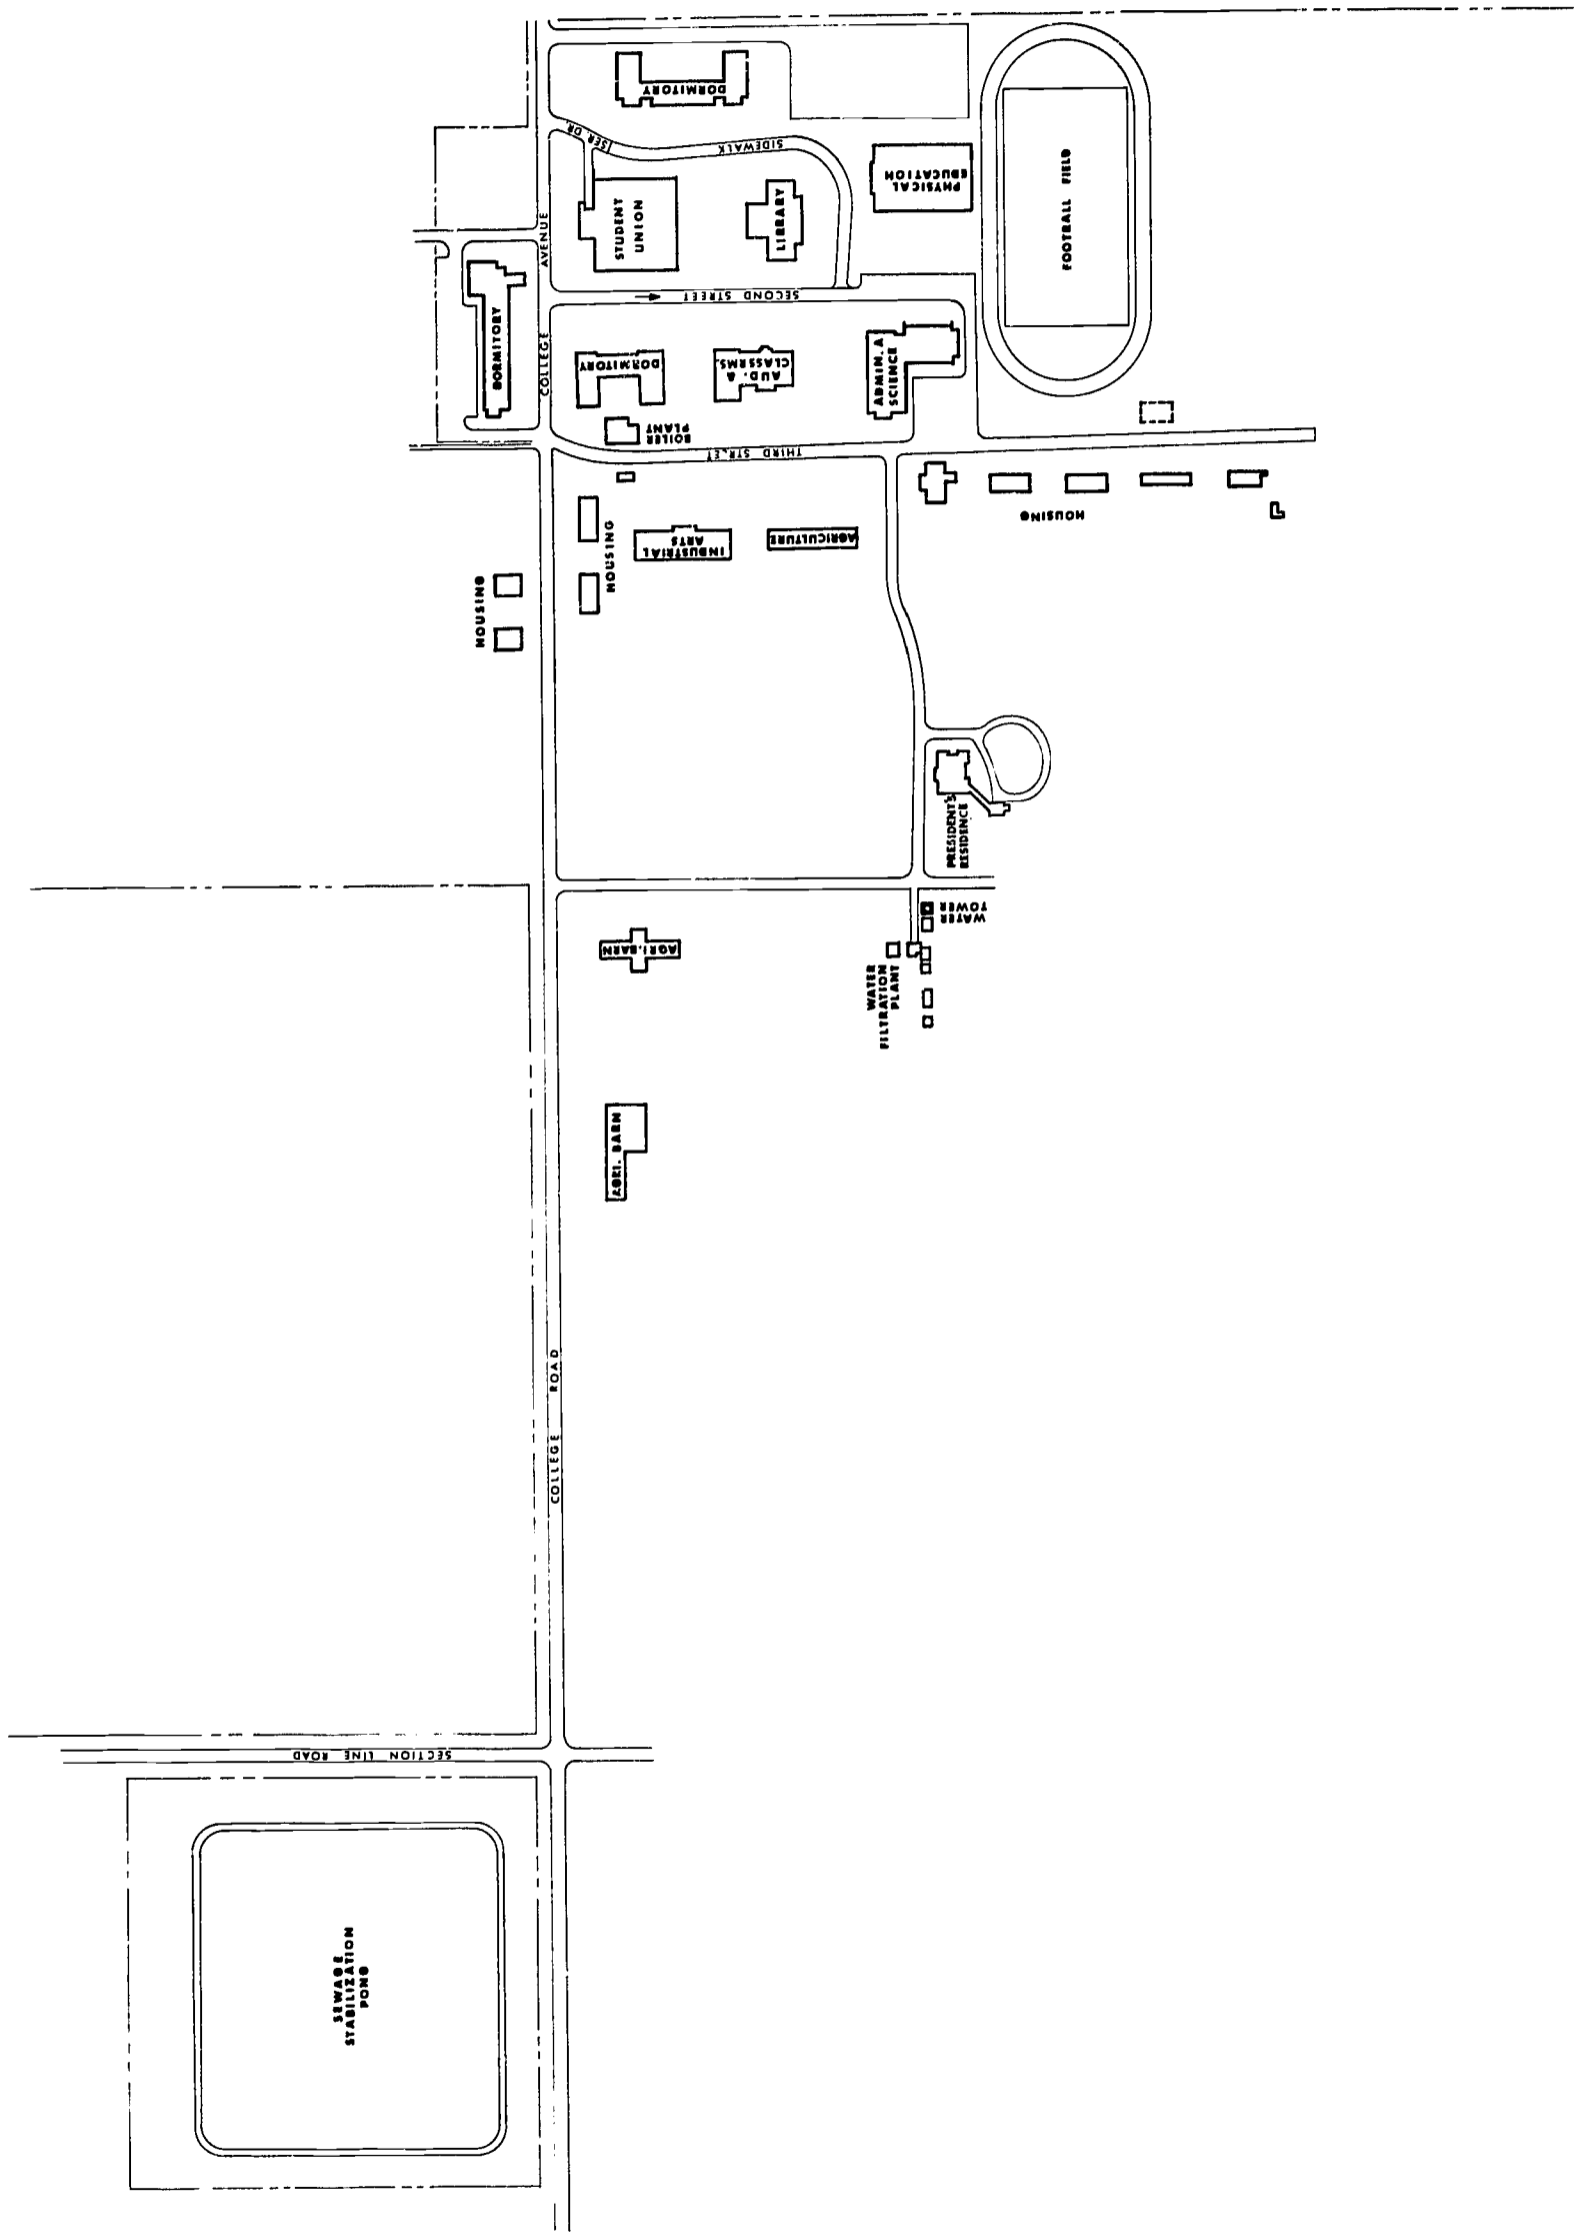 DORMITORY
SER. DR.
SIDEWALK
PHYSICAL
EDUCATION
FOOTBALL FIELD
STUDENT
UNION
LIBRARY
AVENUE
SECOND STREET
COLLEGE
DORMITORY
DORMITORY
AUD. &
CLASSRMS.
ADMIN. &
SCIENCE
BOILER
PLANT
THIRD STREET
HOUSING
HOUSING
INDUSTRIAL
ARTS
AGRICULTURE
HOUSING
PRESIDENT'S
RESIDENCE
WATER
TOWER
AGRI. BARN
WATER
FILTRATION
PLANT
AGRI. BARN
COLLEGE ROAD
SECTION LINE ROAD
SEWAGE
STABILIZATION
POND